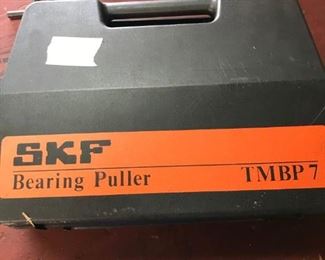 SKF
Bearing Puller TMBP 7